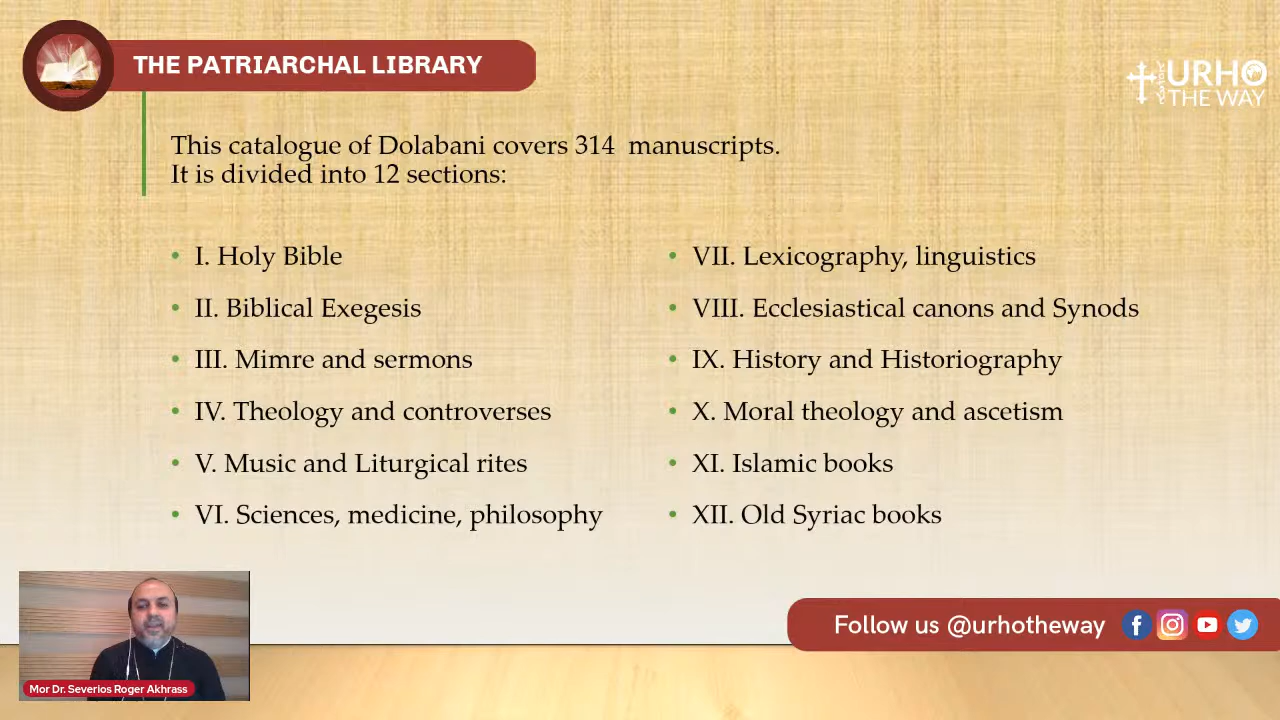 THE PATRIARCHAL LIBRARY
URHO
THE WAY
This catalogue of Dolabani covers 314 manuscripts.
It is divided into 12 sections:
• I. Holy Bible
• II. Biblical Exegesis
• III. Mimre and sermons
• IV. Theology and controverses
• V. Music and Liturgical rites
• VI. Sciences, medicine, philosophy
• VII. Lexicography, linguistics
• VIII. Ecclesiastical canons and Synods
• IX. History and Historiography
• X. Moral theology and ascetism
• XI. Islamic books
• XII. Old Syriac books
Mor Dr. Severios Roger Akhrass
Follow us @urhotheway